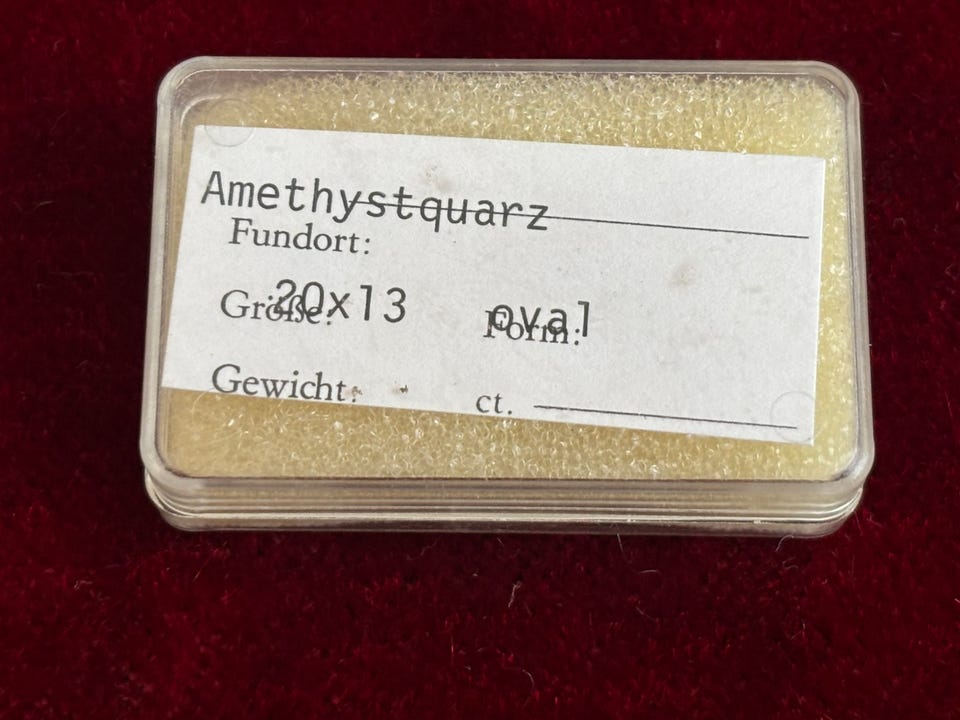 Amethystquarz
Fundort:
Größe: 20x13 Form: oval
Gewicht: ct.